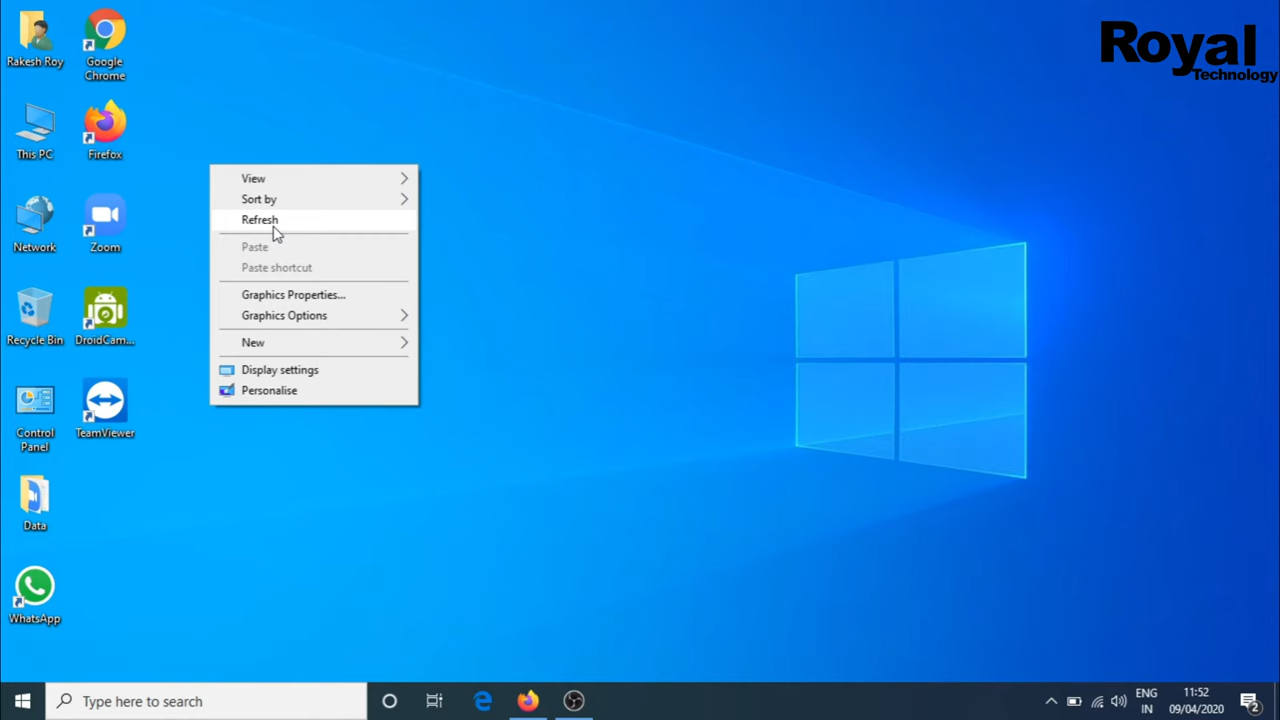 Royal
Technology
Rakesh Roy
Google
Chrome
This PC
Firefox
Network
Zoom
Recycle Bin
DroidCam...
Control
Panel
TeamViewer
Data
WhatsApp
View
Sort by
Refresh
Paste
Paste shortcut
Graphics Properties...
Graphics Options
New
Display settings
Personalise
Type here to search
ENG
IN
11:52
09/04/2020
2